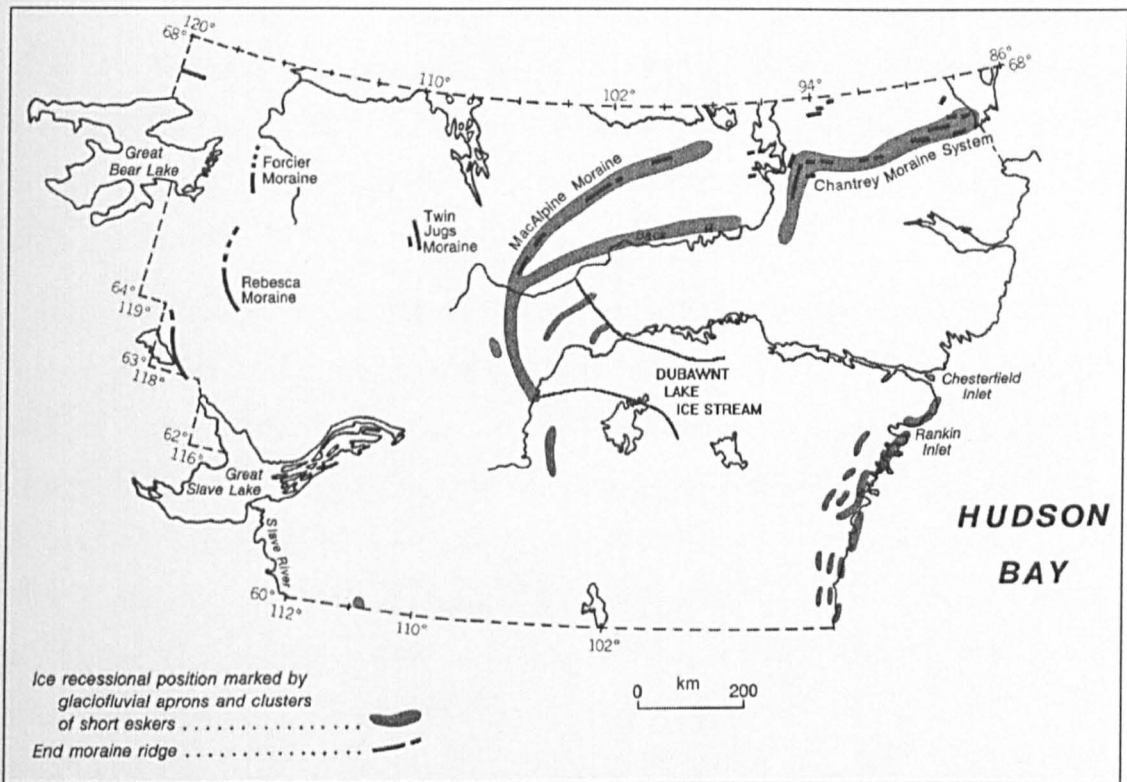 120°
68°
110°
102°
94°
86°
68°
Great
Bear Lake
Forcier
Moraine
MacAlpine Moraine
Chantrey Moraine System
Twin
Jugs
Moraine
Back R
Rebesca
Moraine
64°
119°
63°
118°
DUBAWNT
LAKE
ICE STREAM
Chesterfield
Inlet
62°
116°
Rankin
Inlet
Great
Slave Lake
Slave River
HUDSON
BAY
60°
112°
110°
102°
km
0 200
Ice recessional position marked by
glaciofluvial aprons and clusters
of short eskers . . . . . . . . . . . .
End moraine ridge . . . . . . . . . . . . . . .